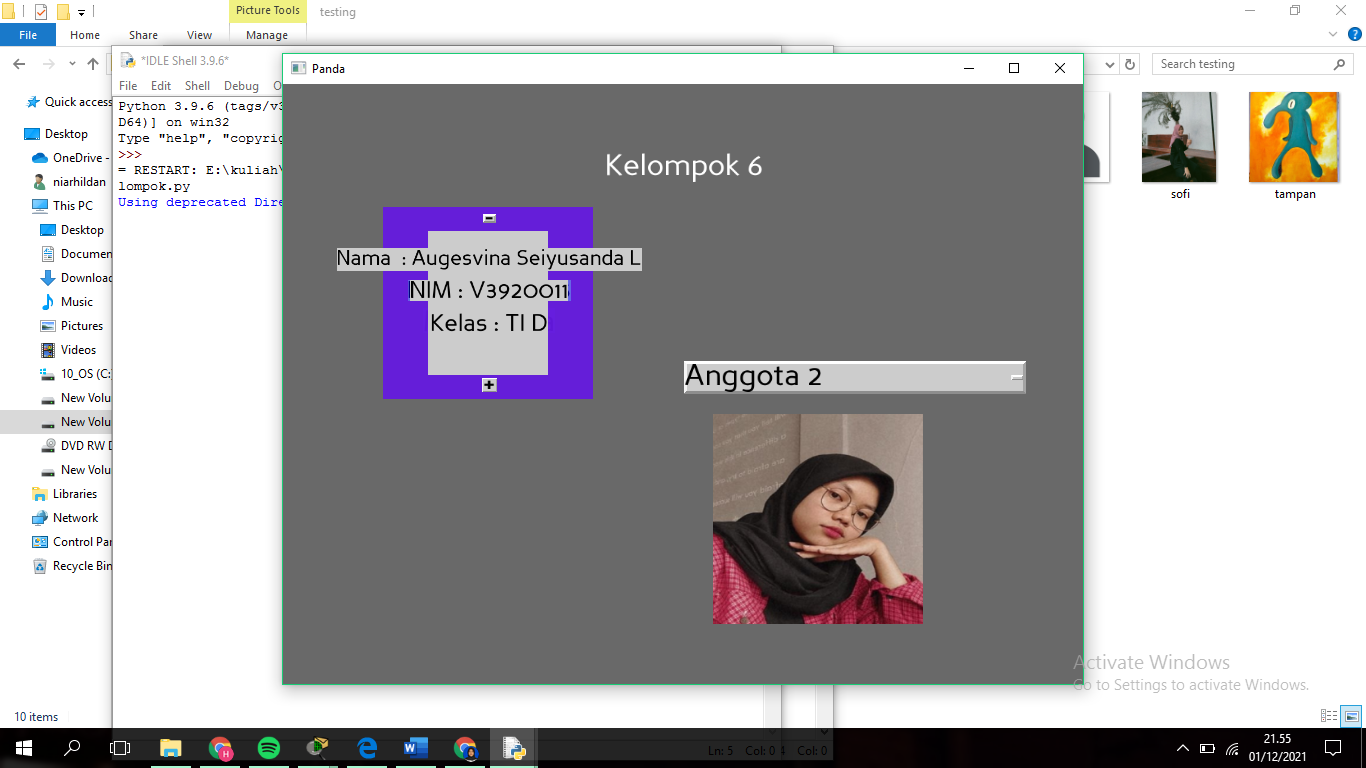 Picture Tools
testing
File
Home
Share
View
Manage
*IDLE Shell 3.9.6*
Panda
Search testing
File Edit Shell Debug
Python 3.9.6 (tags/v3
D64)] on win32
Type "help", "copyrig
>>>
= RESTART: E:\kuliah\
lompok.py
Using deprecated Dire
Quick access
Desktop
OneDrive -
niarhildan
This PC
Desktop
Documen
Downloac
Music
Pictures
Videos
10_OS (C:
New Volu
New Volu
DVD RW D
New Volu
Libraries
Network
Control Par
Recycle Bin
Kelompok 6
-
Nama : Augesvina Seiyusanda L
NIM : V3920011
Kelas : TI D
+
Anggota 2
sofi
tampan
Activate Windows
Go to Settings to activate Windows.
10 items
Ln: 5 Col: 0
Col: 0
21.55
01/12/2021